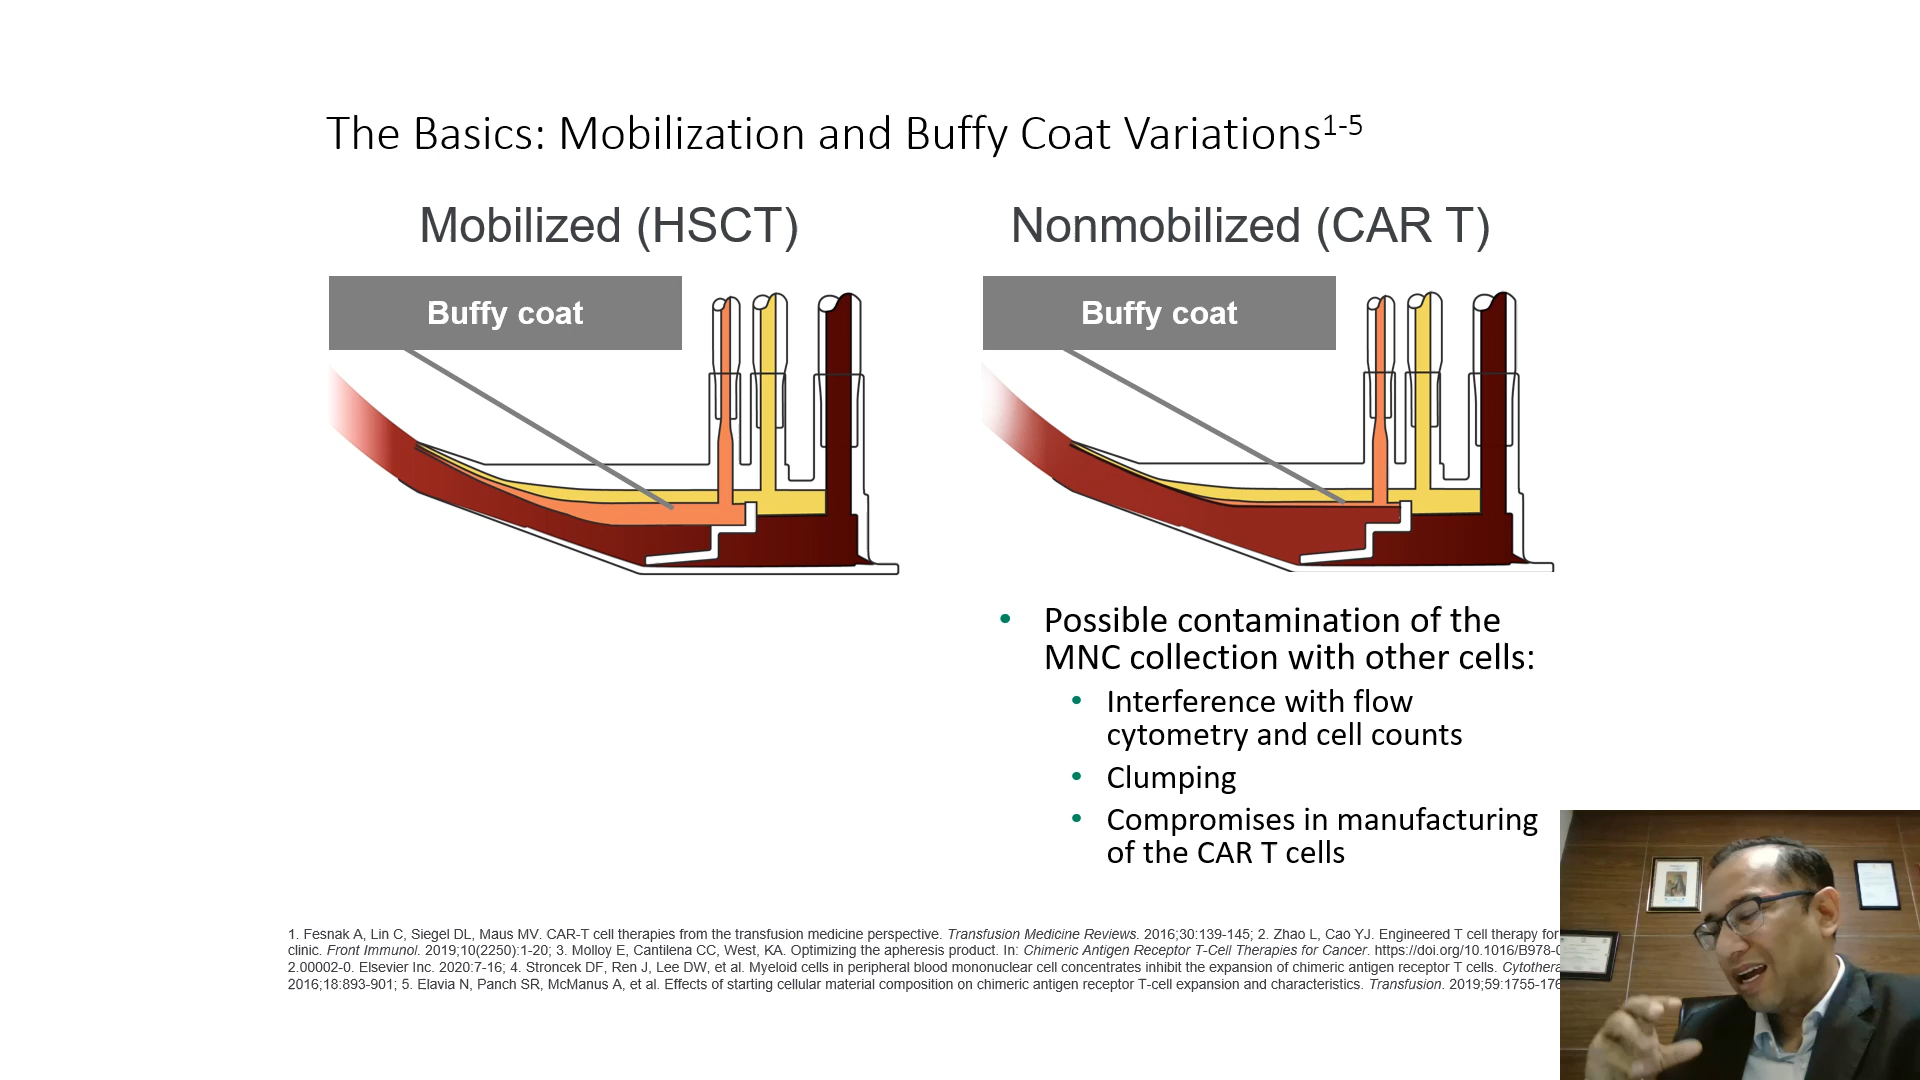 The Basics: Mobilization and Buffy Coat Variations1-5
Mobilized (HSCT)
Nonmobilized (CAR T)
Buffy coat
Buffy coat
• Possible contamination of the
MNC collection with other cells:
• Interference with flow
cytometry and cell counts
• Clumping
• Compromises in manufacturing
of the CAR T cells
1. Fesnak A, Lin C, Siegel DL, Maus MV. CAR-T cell therapies from the transfusion medicine perspective. Transfusion Medicine Reviews. 2016;30:139-145; 2. Zhao L, Cao YJ. Engineered T cell therapy for
clinic. Front Immunol. 2019;10(2250):1-20; 3. Molloy E, Cantilena CC, West, KA. Optimizing the apheresis product. In: Chimeric Antigen Receptor T-Cell Therapies for Cancer. https://doi.org/10.1016/B978-0
2.00002-0. Elsevier Inc. 2020:7-16; 4. Stroncek DF, Ren J, Lee DW, et al. Myeloid cells in peripheral blood mononuclear cell concentrates inhibit the expansion of chimeric antigen receptor T cells. Cytothera
2016;18:893-901; 5. Elavia N, Panch SR, McManus A, et al. Effects of starting cellular material composition on chimeric antigen receptor T-cell expansion and characteristics. Transfusion. 2019;59:1755-176